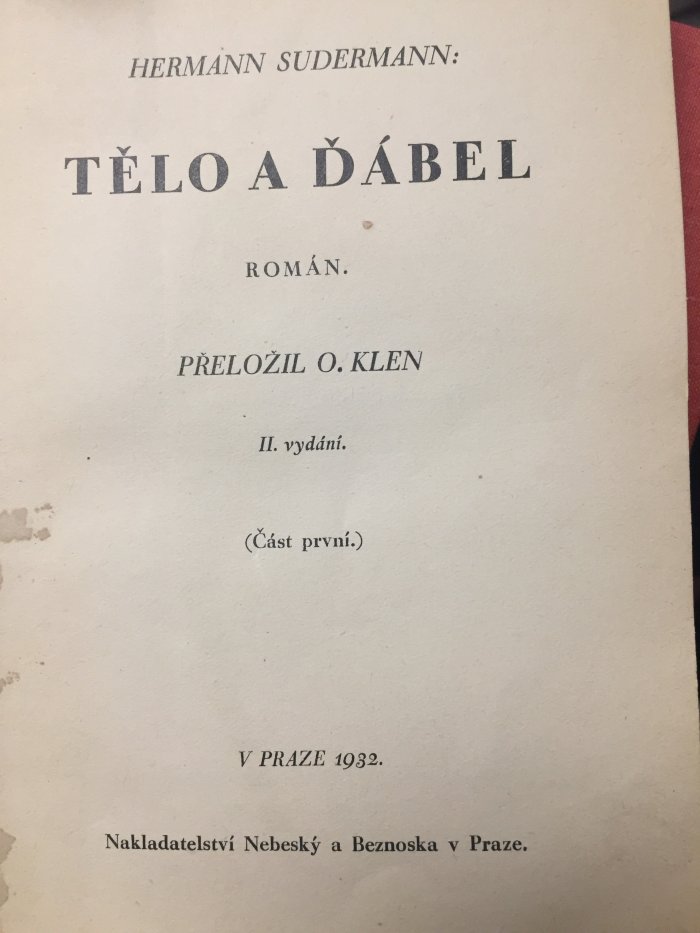 HERMANN SUDERMANN:
TĚLO A ĎÁBEL
ROMÁN.
PŘELOŽIL O. KLEN
II. vydání.
(Část první.)
V PRAZE 1932.
Nakladatelství Nebeský a Beznoska v Praze.